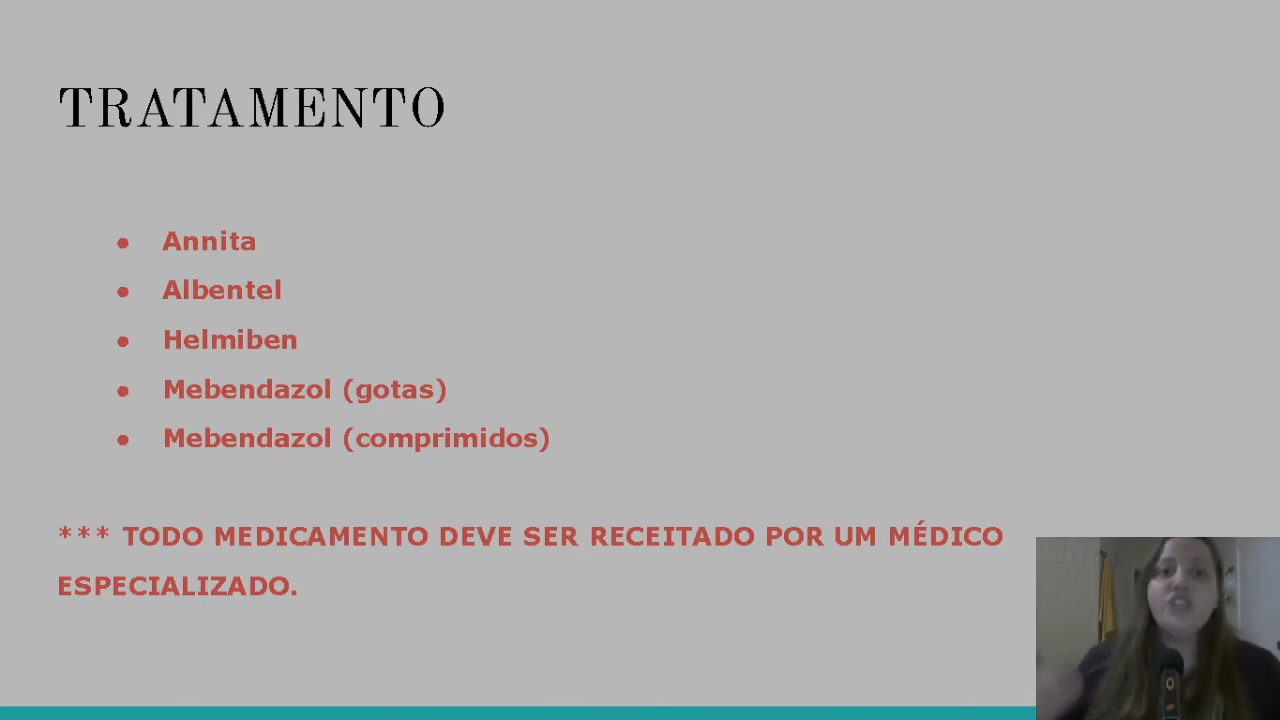 TRATAMENTO
● Annita
● Albentel
● Helmiben
● Mebendazol (gotas)
● Mebendazol (comprimidos)
*** TODO MEDICAMENTO DEVE SER RECEITADO POR UM MÉDICO
ESPECIALIZADO.